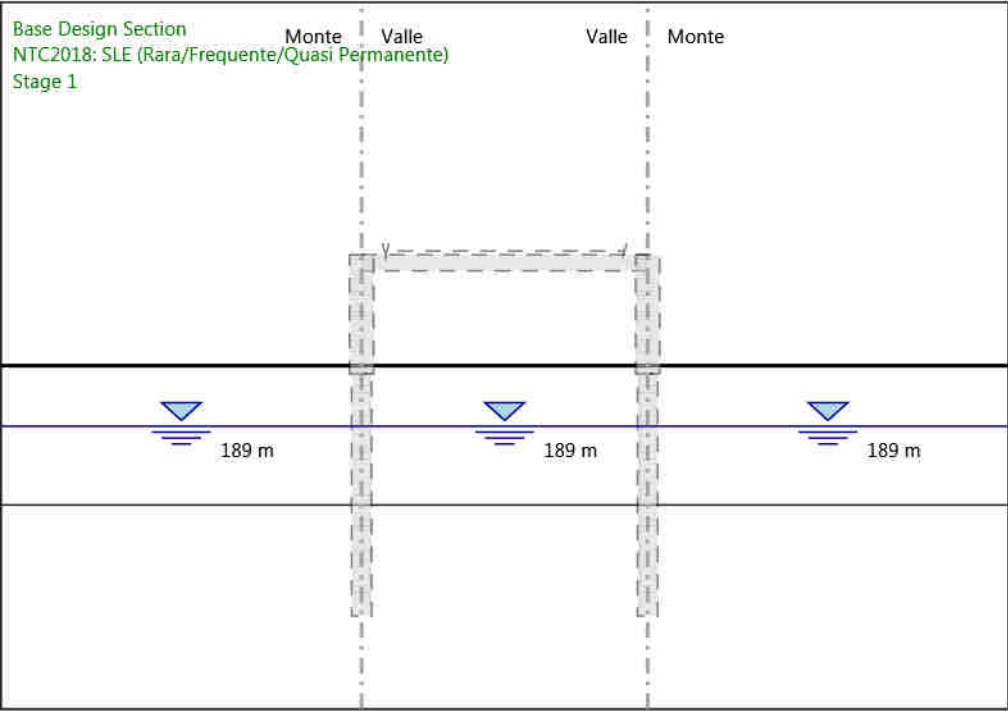 Base Design Section
NTC2018: SLE (Rara/Frequente/Quasi Permanente)
Stage 1
Monte Valle Valle Monte
189 m 189 m 189 m